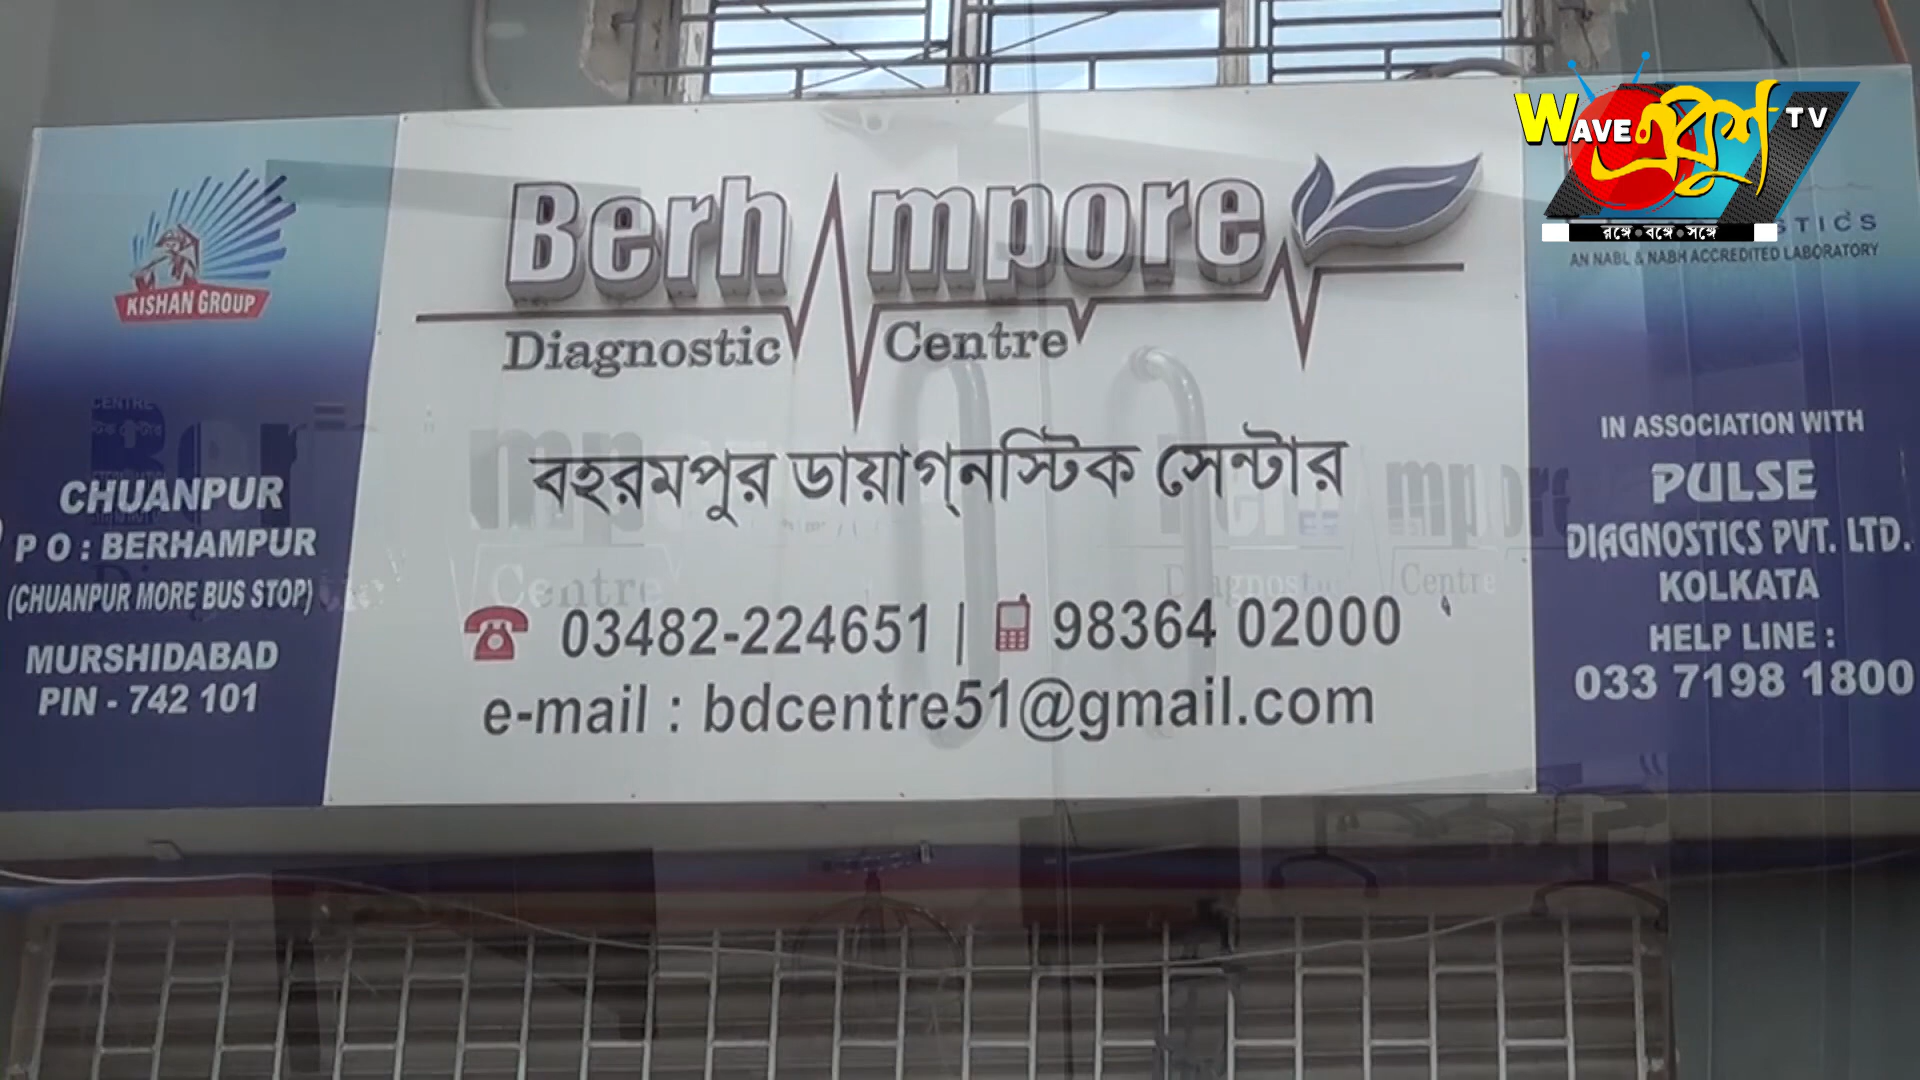 WAVE একুশ TV
রঙ্গে • বঙ্গে • সঙ্গে
KISHAN GROUP
CHUANPUR
P O : BERHAMPUR
(CHUANPUR MORE BUS STOP)
MURSHIDABAD
PIN - 742 101
Berhampore
Diagnostic Centre
বহরমপুর ডায়াগ্‌নস্টিক সেন্টার
03482-224651 | 98364 02000
e-mail : bdcentre51@gmail.com
AN NABL & NABH ACCREDITED LABORATORY
IN ASSOCIATION WITH
PULSE
DIAGNOSTICS PVT. LTD.
KOLKATA
HELP LINE :
033 7198 1800